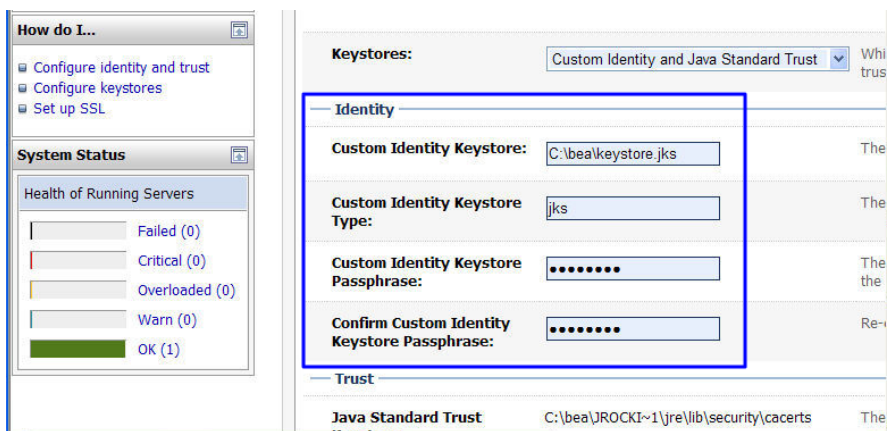 How do I...
Configure identity and trust
Configure keystores
Set up SSL
System Status
Health of Running Servers
Failed (0)
Critical (0)
Overloaded (0)
Warn (0)
OK (1)
Keystores:
Custom Identity and Java Standard Trust
Identity
Custom Identity Keystore:
C:\bea\keystore.jks
The
Custom Identity Keystore
Type:
jks
The
Custom Identity Keystore
Passphrase:
••••••••
The
the
Confirm Custom Identity
Keystore Passphrase:
••••••••
Trust
Java Standard Trust
C:\bea\JROCKI~1\jre\lib\security\cacerts
The